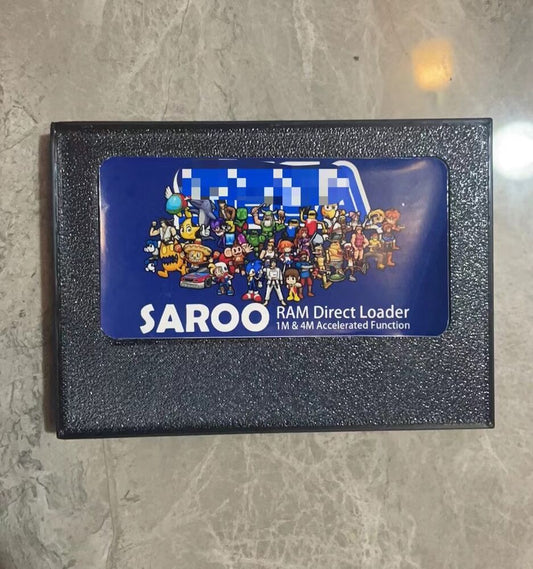 SAROO
RAM Direct Loader
1M & 4M Accelerated Function